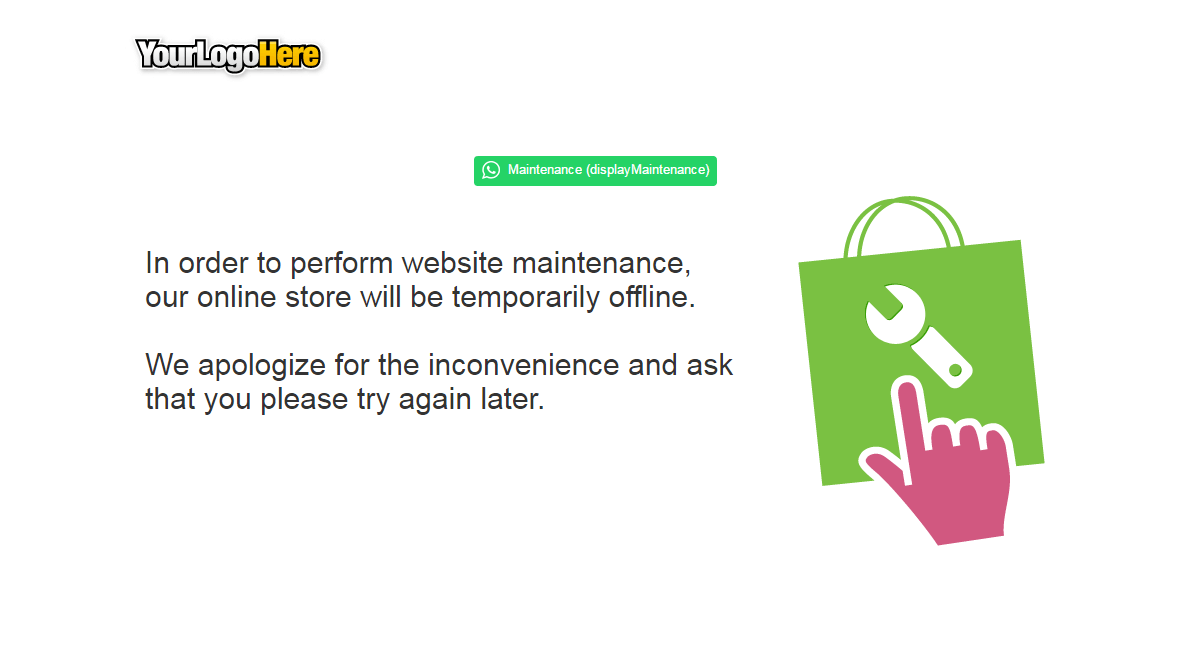 YourLogoHere
Maintenance (displayMaintenance)
In order to perform website maintenance,
our online store will be temporarily offline.
We apologize for the inconvenience and ask
that you please try again later.